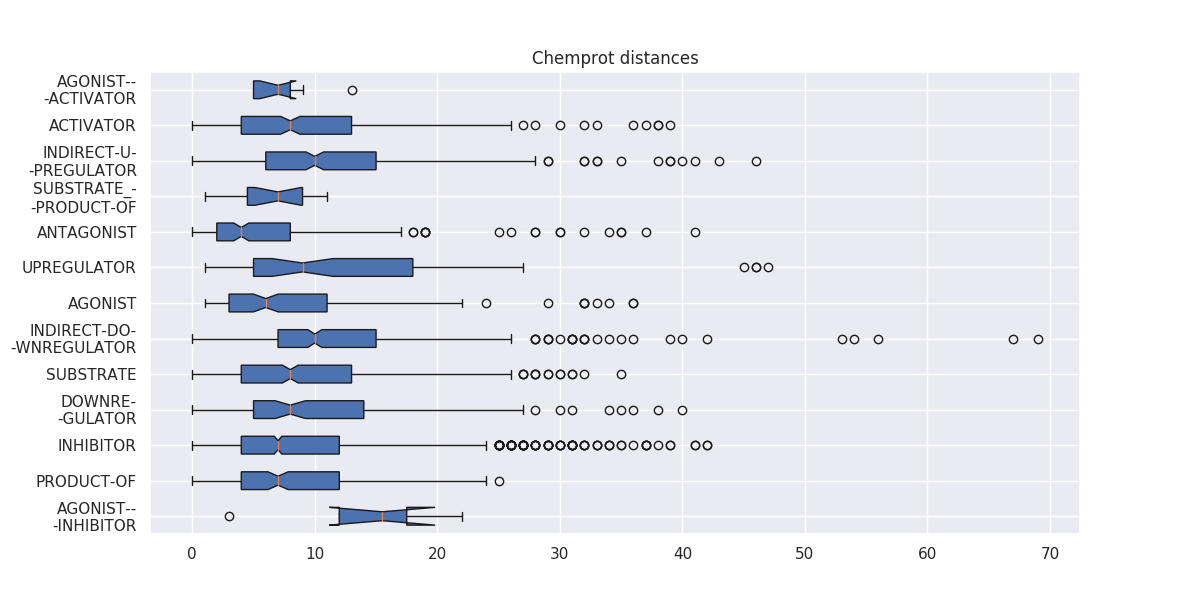 Chemprot distances
AGONIST--
-ACTIVATOR
ACTIVATOR
INDIRECT-U-
-PREGULATOR
SUBSTRATE_-
-PRODUCT-OF
ANTAGONIST
UPREGULATOR
AGONIST
INDIRECT-DO-
-WNREGULATOR
SUBSTRATE
DOWNRE-
-GULATOR
INHIBITOR
PRODUCT-OF
AGONIST--
-INHIBITOR
0 10 20 30 40 50 60 70